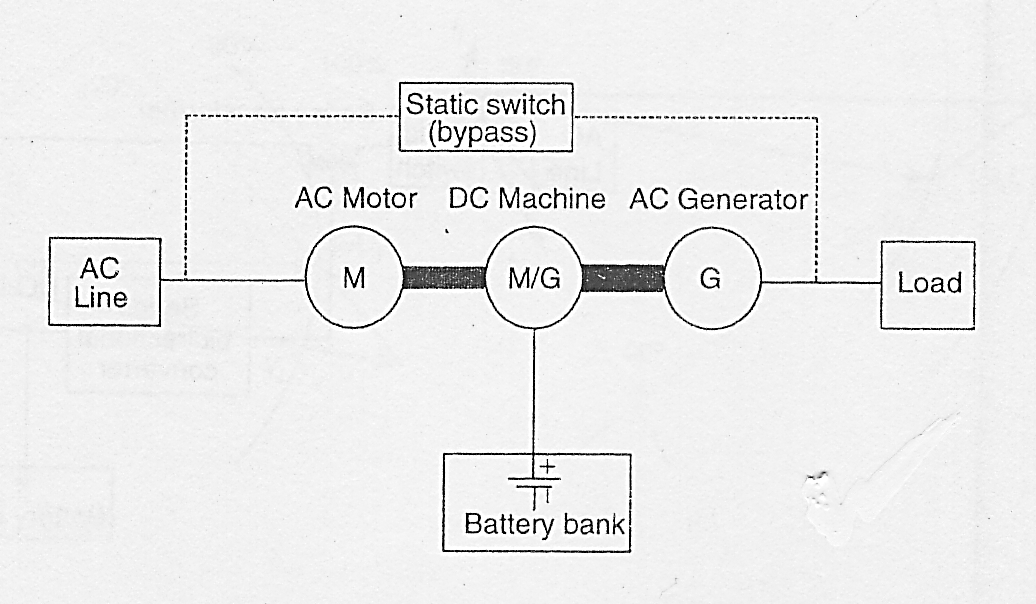 Static switch
(bypass)
AC Motor
DC Machine
AC Generator
AC
Line
M
M/G
G
Load
+
Battery bank